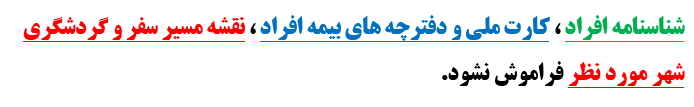 شناسنامه افراد ، کارت ملی و دفترچه های بیمه افراد ، نقشه مسیر سفر و گردشگری
شهر مورد نظر فراموش نشود.